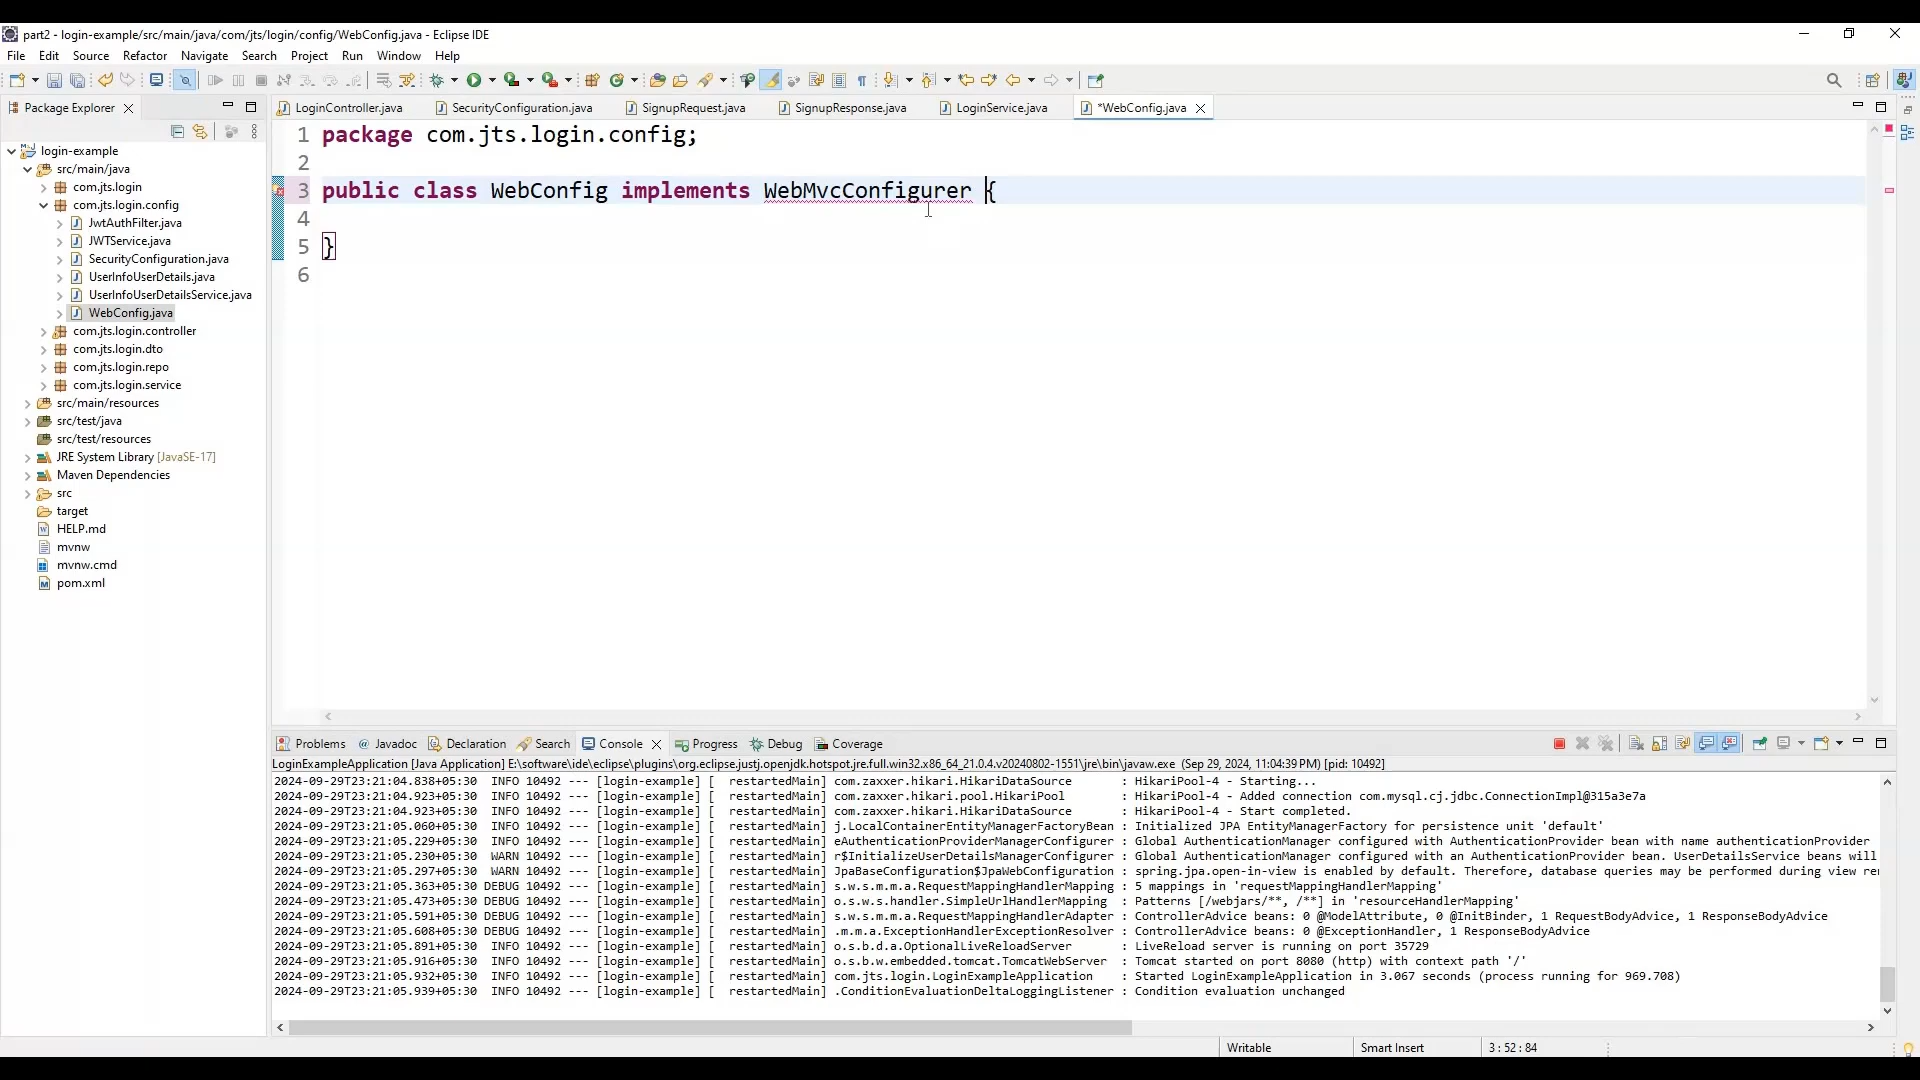 part2 - login-example/src/main/java/com/jts/login/config/WebConfig.java - Eclipse IDE
File Edit Source Refactor Navigate Search Project Run Window Help
Package Explorer
LoginController.java SecurityConfiguration.java SignupRequest.java SignupResponse.java LoginService.java *WebConfig.java
login-example
src/main/java
com.jts.login
com.jts.login.config
JwtAuthFilter.java
JWTService.java
SecurityConfiguration.java
UserInfoUserDetails.java
UserInfoUserDetailsService.java
WebConfig.java
com.jts.login.controller
com.jts.login.dto
com.jts.login.repo
com.jts.login.service
src/main/resources
src/test/java
src/test/resources
JRE System Library [JavaSE-17]
Maven Dependencies
src
target
HELP.md
mvnw
mvnw.cmd
pom.xml
1 package com.jts.login.config;
2
3 public class WebConfig implements WebMvcConfigurer {
4
5 }
6
Problems Javadoc Declaration Search Console Progress Debug Coverage
LoginExampleApplication [Java Application] E:\software\ide\eclipse\plugins\org.eclipse.justj.openjdk.hotspot.jre.full.win32.x86_64_21.0.4.v20240802-1551\jre\bin\javaw.exe (Sep 29, 2024, 11:04:39 PM) [pid: 10492]
2024-09-29T23:21:04.838+05:30 INFO 10492 --- [login-example] [ restartedMain] com.zaxxer.hikari.HikariDataSource : HikariPool-4 - Starting...
2024-09-29T23:21:04.923+05:30 INFO 10492 --- [login-example] [ restartedMain] com.zaxxer.hikari.pool.HikariPool : HikariPool-4 - Added connection com.mysql.cj.jdbc.ConnectionImpl@315a3e7a
2024-09-29T23:21:04.923+05:30 INFO 10492 --- [login-example] [ restartedMain] com.zaxxer.hikari.HikariDataSource : HikariPool-4 - Start completed.
2024-09-29T23:21:05.060+05:30 INFO 10492 --- [login-example] [ restartedMain] j.LocalContainerEntityManagerFactoryBean : Initialized JPA EntityManagerFactory for persistence unit 'default'
2024-09-29T23:21:05.229+05:30 INFO 10492 --- [login-example] [ restartedMain] eAuthenticationProviderManagerConfigurer : Global AuthenticationManager configured with AuthenticationProvider bean with name authenticationProvider
2024-09-29T23:21:05.230+05:30 WARN 10492 --- [login-example] [ restartedMain] r$InitializeUserDetailsManagerConfigurer : Global AuthenticationManager configured with an AuthenticationProvider bean. UserDetailsService beans will
2024-09-29T23:21:05.297+05:30 WARN 10492 --- [login-example] [ restartedMain] JpaBaseConfiguration$JpaWebConfiguration : spring.jpa.open-in-view is enabled by default. Therefore, database queries may be performed during view rei
2024-09-29T23:21:05.363+05:30 DEBUG 10492 --- [login-example] [ restartedMain] s.w.s.m.m.a.RequestMappingHandlerMapping : 5 mappings in 'requestMappingHandlerMapping'
2024-09-29T23:21:05.473+05:30 DEBUG 10492 --- [login-example] [ restartedMain] o.s.w.s.handler.SimpleUrlHandlerMapping : Patterns [/webjars/**, /**] in 'resourceHandlerMapping'
2024-09-29T23:21:05.591+05:30 DEBUG 10492 --- [login-example] [ restartedMain] s.w.s.m.m.a.RequestMappingHandlerAdapter : ControllerAdvice beans: 0 @ModelAttribute, 0 @InitBinder, 1 RequestBodyAdvice, 1 ResponseBodyAdvice
2024-09-29T23:21:05.608+05:30 DEBUG 10492 --- [login-example] [ restartedMain] .m.m.a.ExceptionHandlerExceptionResolver : ControllerAdvice beans: 0 @ExceptionHandler, 1 ResponseBodyAdvice
2024-09-29T23:21:05.891+05:30 INFO 10492 --- [login-example] [ restartedMain] o.s.b.d.a.OptionalLiveReloadServer : LiveReload server is running on port 35729
2024-09-29T23:21:05.916+05:30 INFO 10492 --- [login-example] [ restartedMain] o.s.b.w.embedded.tomcat.TomcatWebServer : Tomcat started on port 8080 (http) with context path '/'
2024-09-29T23:21:05.932+05:30 INFO 10492 --- [login-example] [ restartedMain] com.jts.login.LoginExampleApplication : Started LoginExampleApplication in 3.067 seconds (process running for 969.708)
2024-09-29T23:21:05.939+05:30 INFO 10492 --- [login-example] [ restartedMain] .ConditionEvaluationDeltaLoggingListener : Condition evaluation unchanged
Writable Smart Insert 3 : 52 : 84